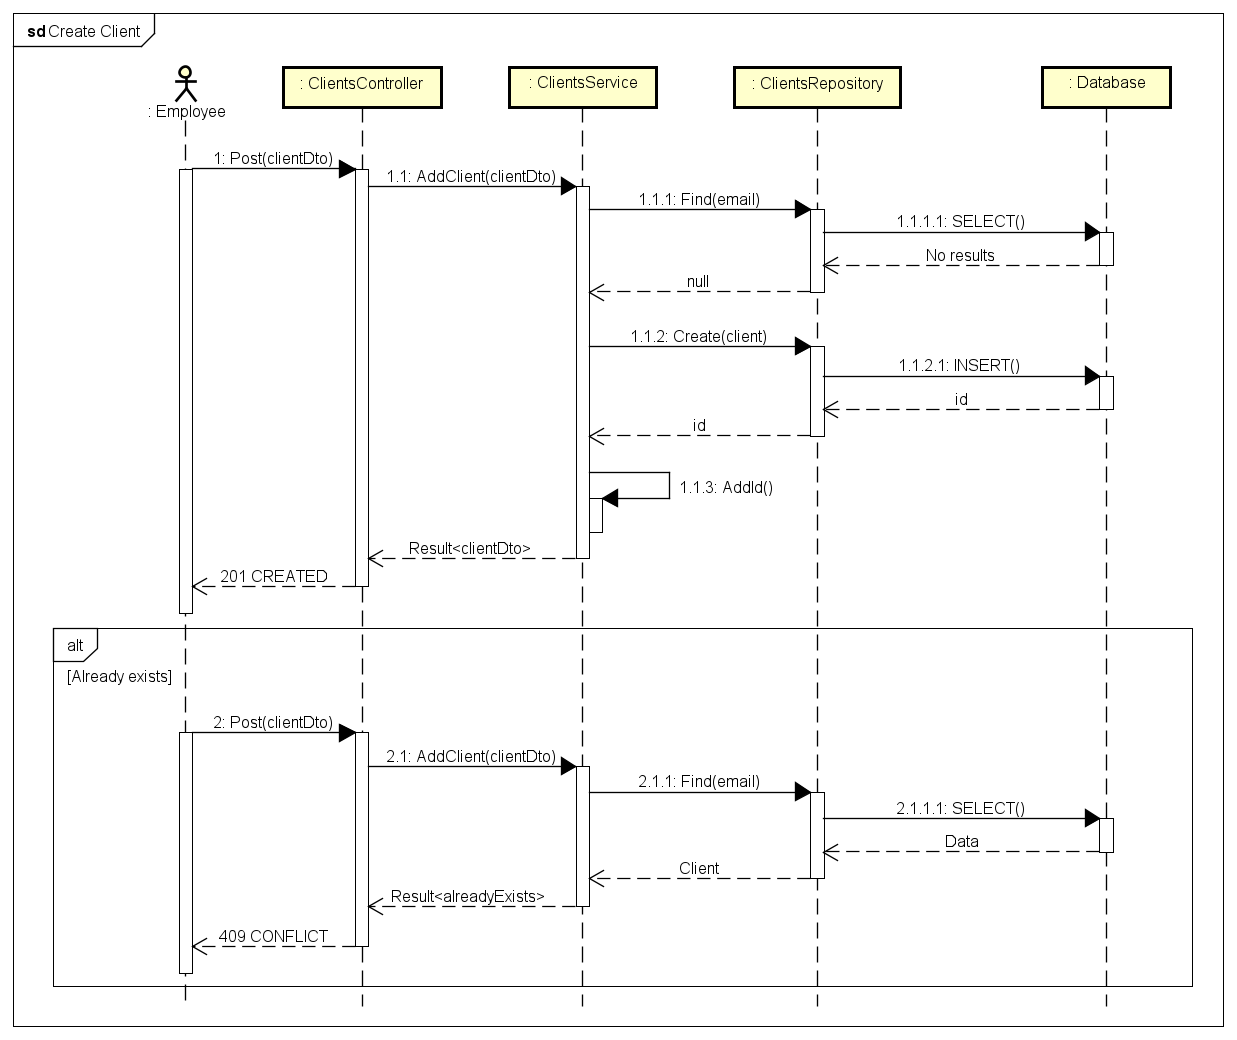 sd Create Client
: Employee
: ClientsController
: ClientsService
: ClientsRepository
: Database
1: Post(clientDto)
1.1: AddClient(clientDto)
1.1.1: Find(email)
1.1.1.1: SELECT()
No results
null
1.1.2: Create(client)
1.1.2.1: INSERT()
id
id
1.1.3: AddId()
Result<clientDto>
201 CREATED
alt
[Already exists]
2: Post(clientDto)
2.1: AddClient(clientDto)
2.1.1: Find(email)
2.1.1.1: SELECT()
Data
Client
Result<alreadyExists>
409 CONFLICT